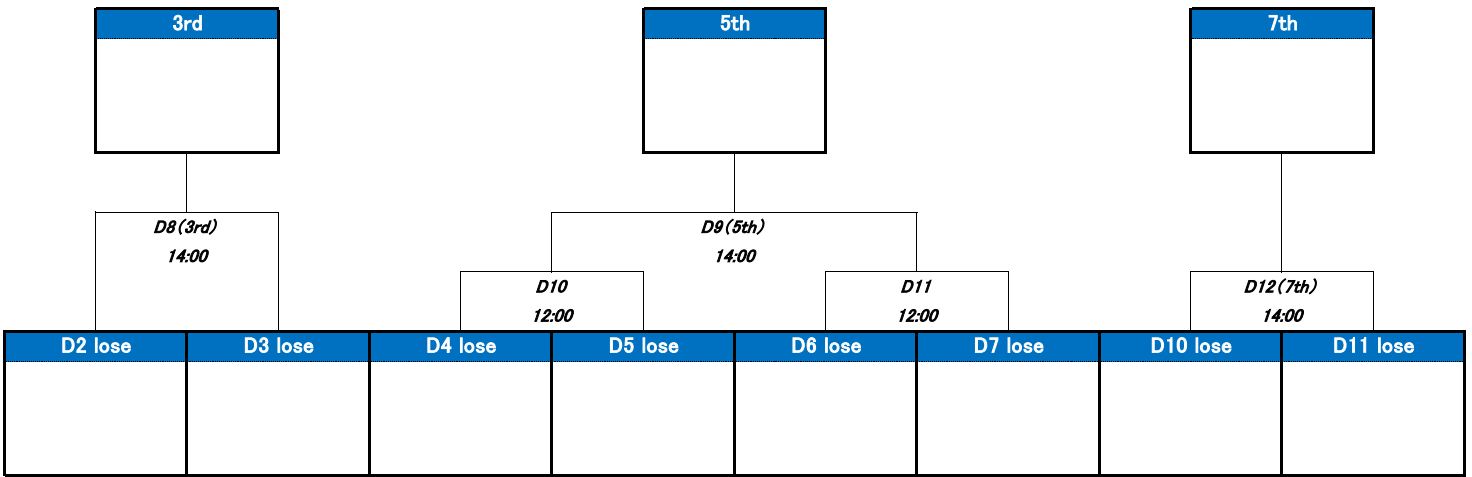 3rd
5th
7th
D8(3rd)
14:00
D9(5th)
14:00
D10
12:00
D11
12:00
D12(7th)
14:00
D2 lose
D3 lose
D4 lose
D5 lose
D6 lose
D7 lose
D10 lose
D11 lose